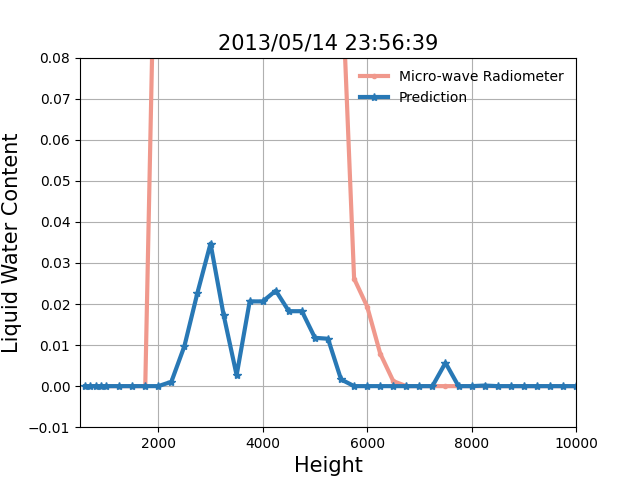 2013/05/14 23:56:39
Micro-wave Radiometer
Prediction
Liquid Water Content
0.08
0.07
0.06
0.05
0.04
0.03
0.02
0.01
0.00
−0.01
2000 4000 6000 8000 10000
Height